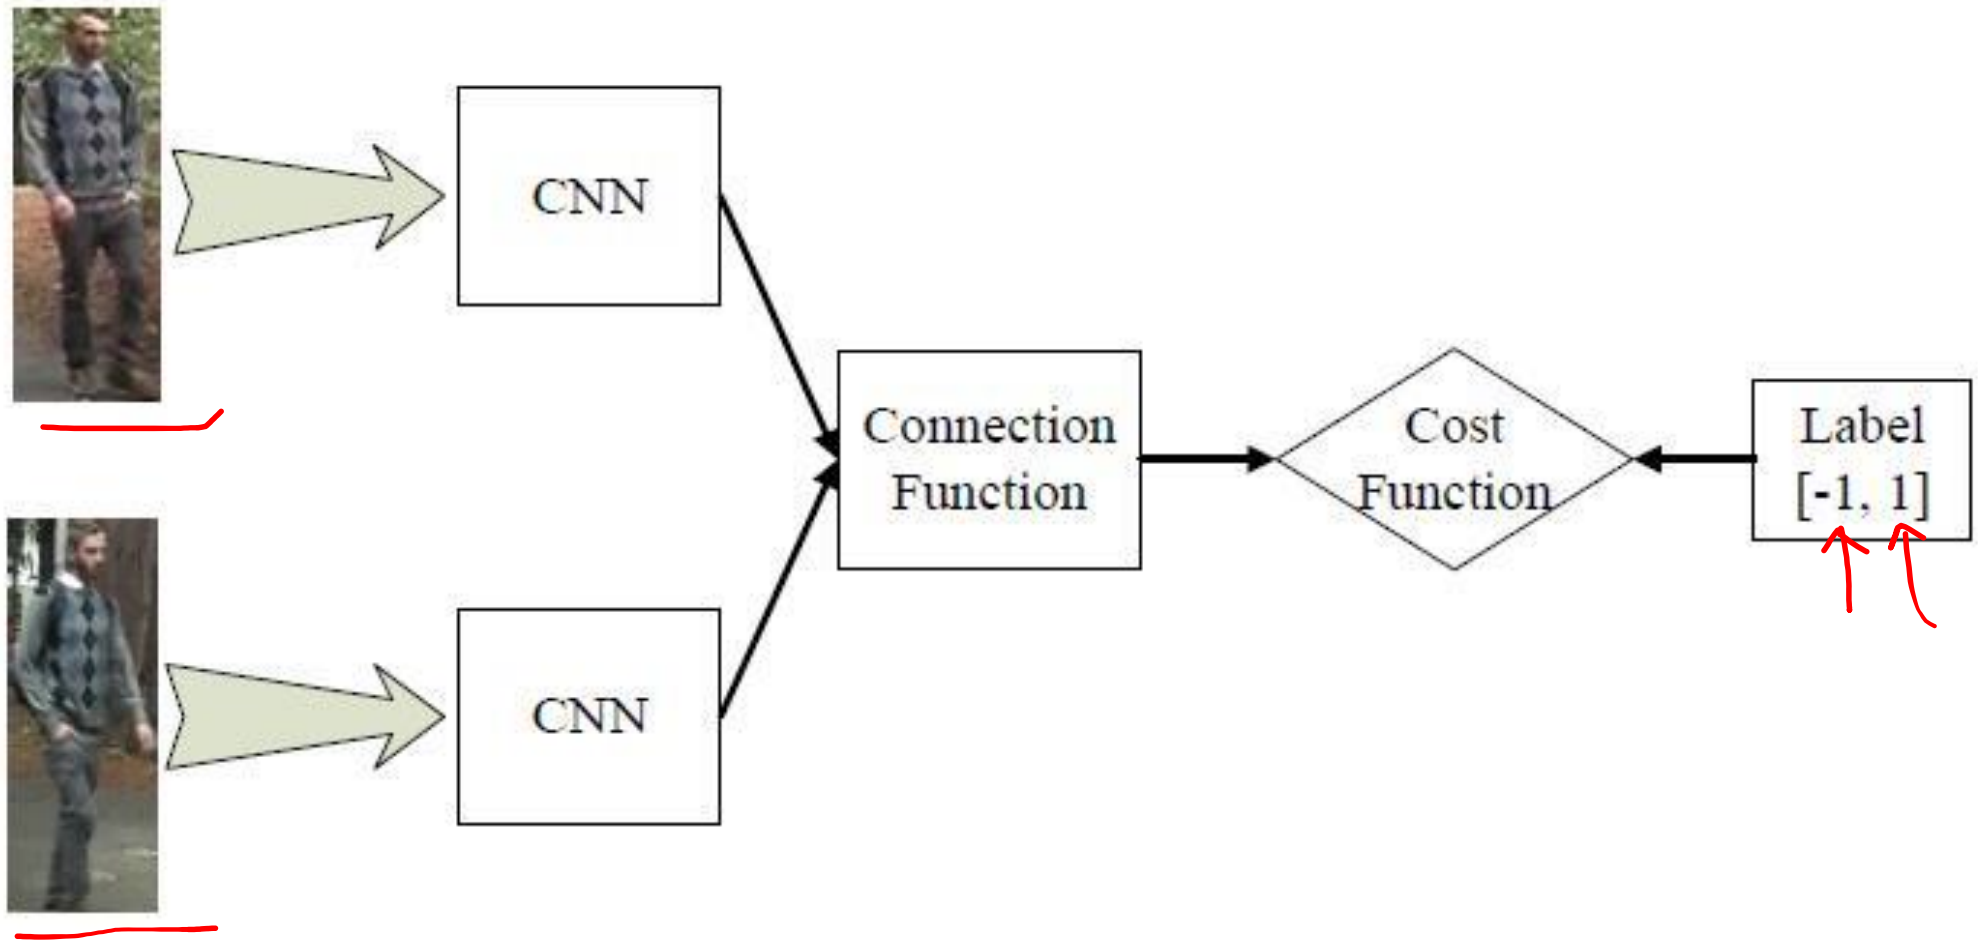 CNN
CNN
Connection
Function
Cost
Function
Label
[-1, 1]